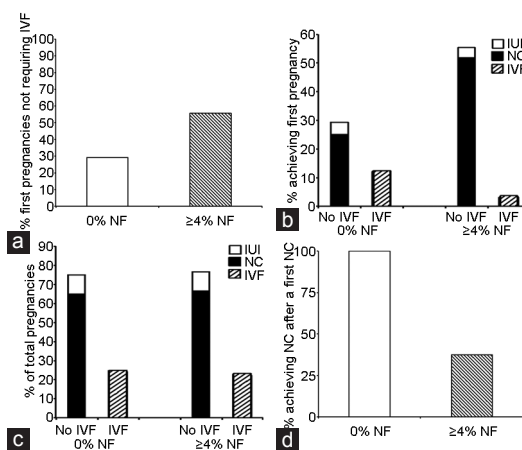 % first pregnancies not requiring IVF
100
90
80
70
60
50
40
30
20
10
0
0% NF
≥4% NF
a
% achieving first pregnancy
60
50
40
30
20
10
0
IUI
NC
IVF
No IVF IVF No IVF IVF
0% NF ≥4% NF
b
% of total pregnancies
90
80
70
60
50
40
30
20
10
0
IUI
NC
IVF
No IVF IVF No IVF IVF
0% NF ≥4% NF
c
% achieving NC after a first NC
100
75
50
25
0
0% NF ≥4% NF
d